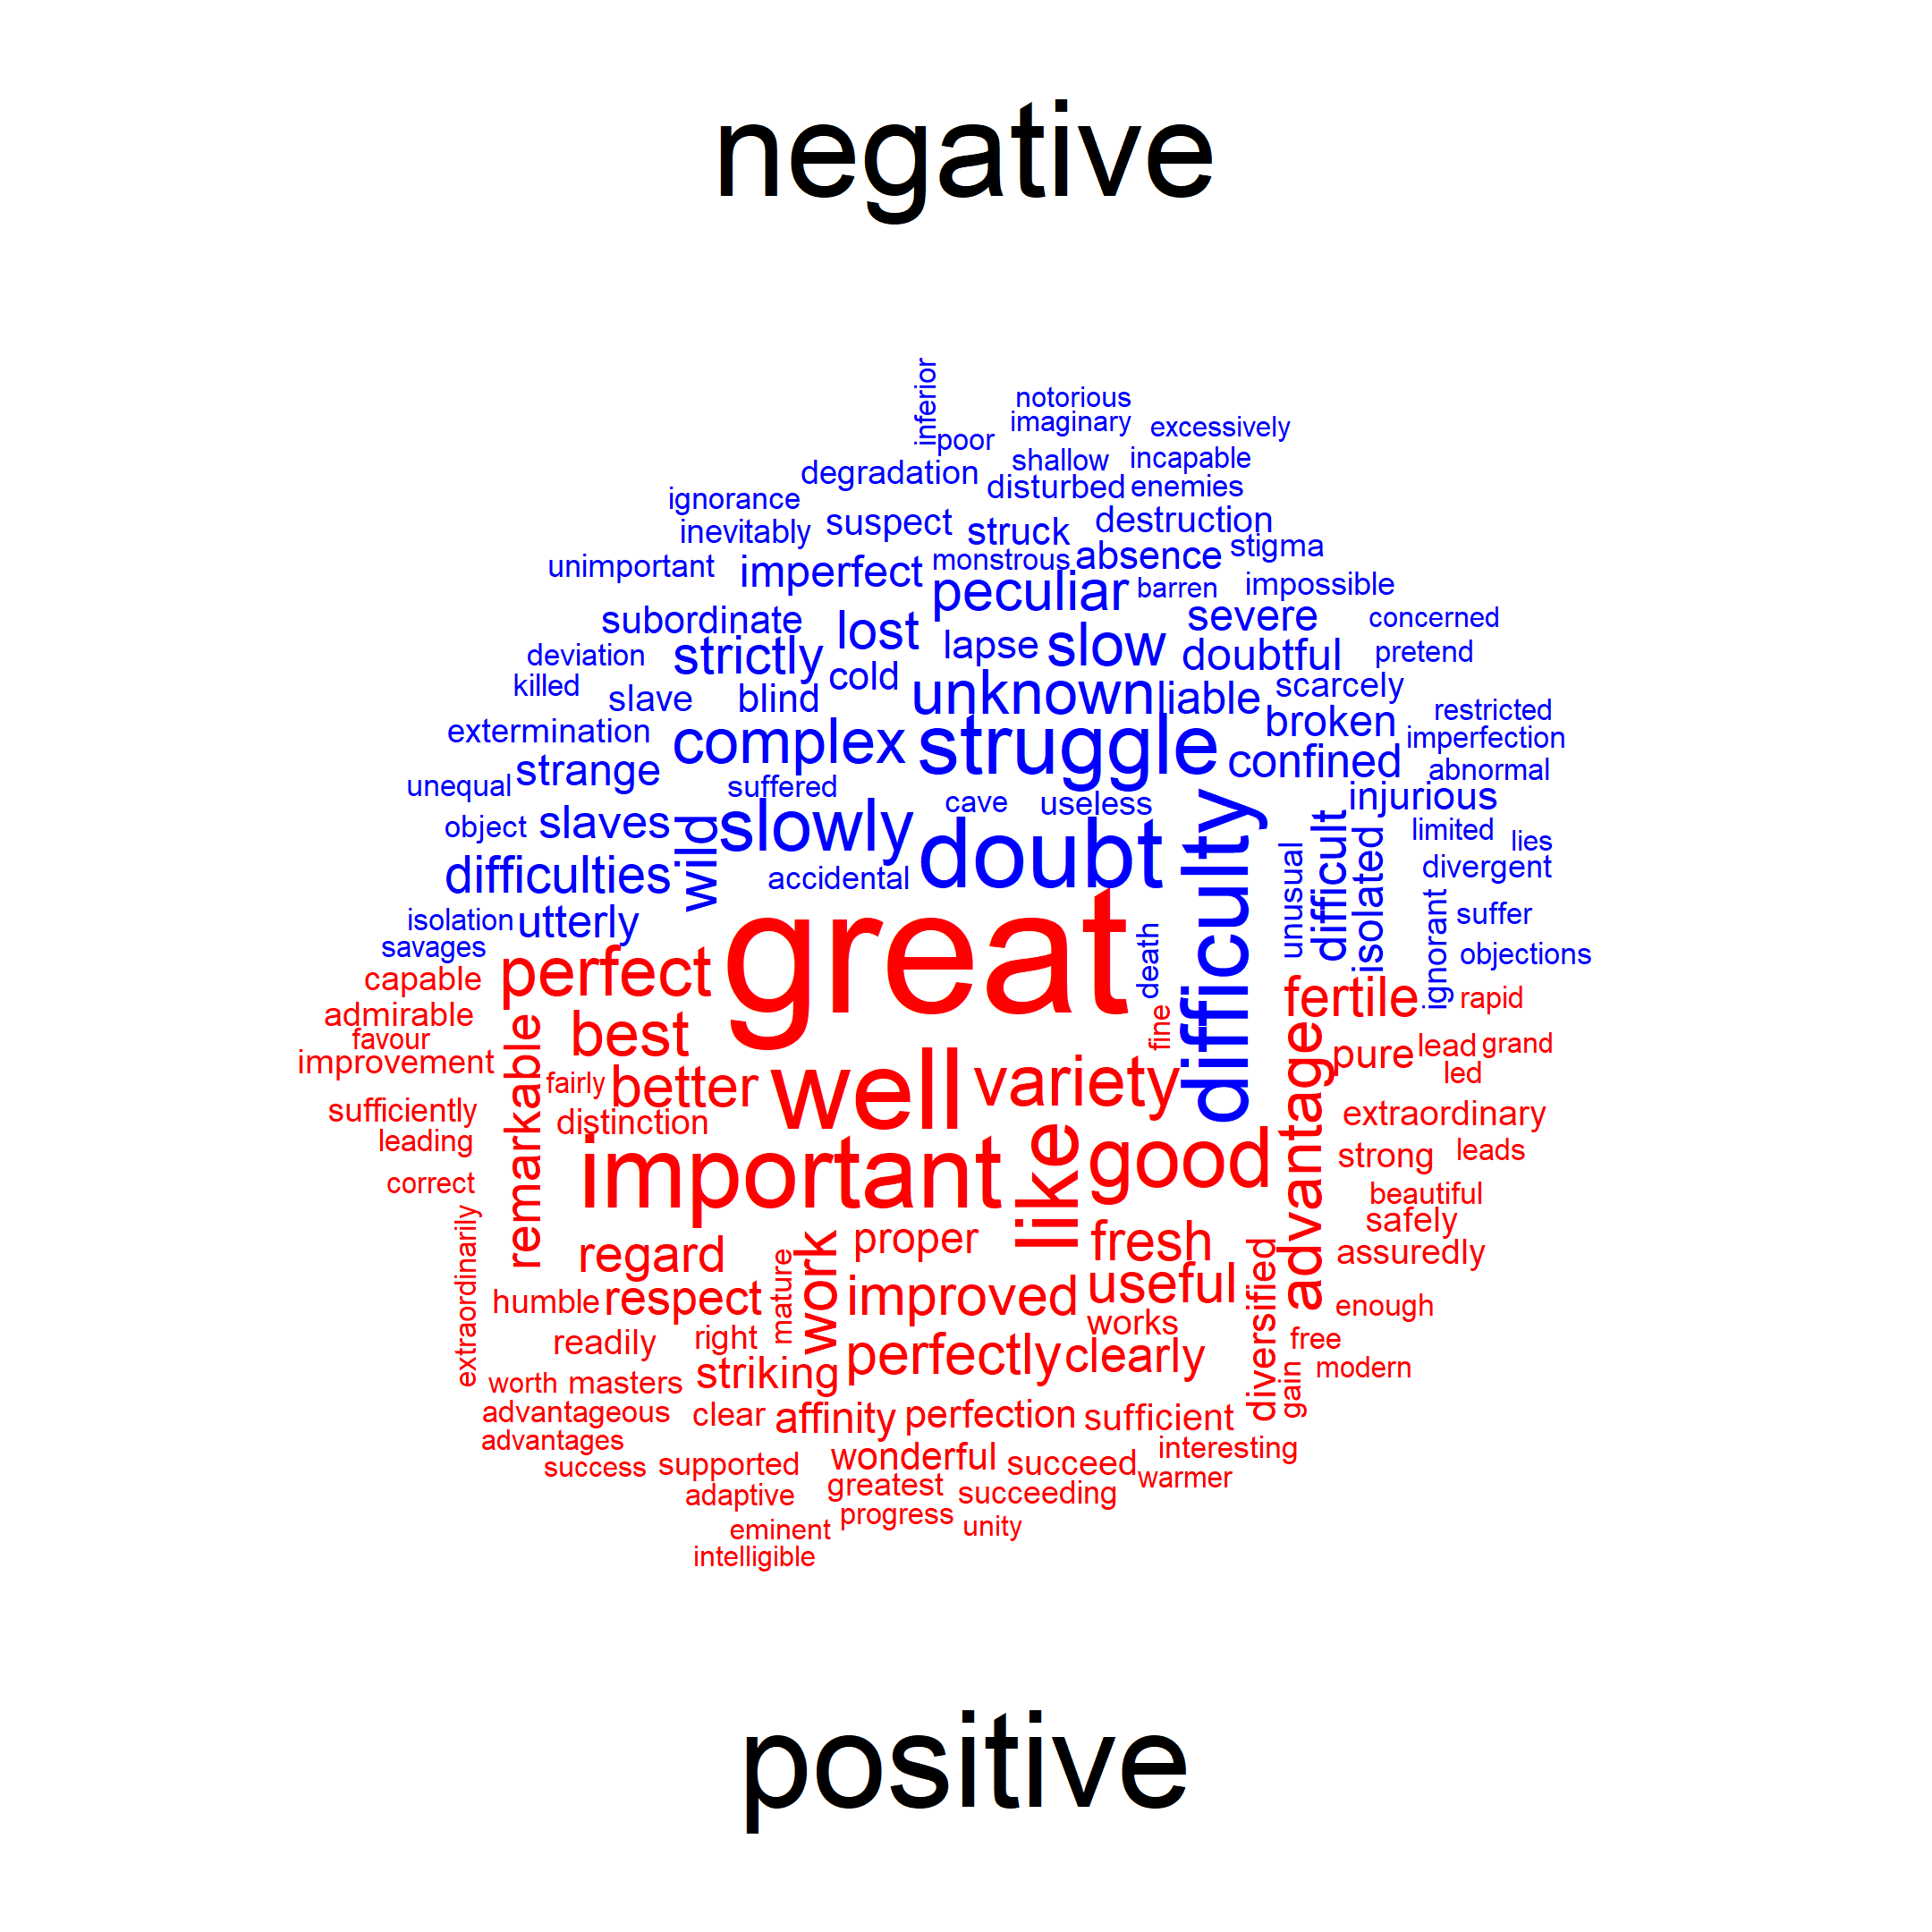 negative
inferior
notorious
imaginary
excessively
poor
shallow
incapable
degradation
disturbed
enemies
ignorance
inevitably
suspect
struck
destruction
unimportant
imperfect
monstrous
absence
stigma
peculiar
barren
impossible
subordinate
lost
severe
concerned
deviation
strictly
lapse
slow
doubtful
pretend
killed
slave
blind
cold
unknown
liable
scarcely
extermination
complex
struggle
broken
restricted
imperfection
strange
confined
abnormal
unequal
suffered
cave
useless
injurious
object
slaves
wild
slowly
doubt
difficulty
difficult
isolated
limited
lies
difficulties
accidental
unusual
divergent
isolation
utterly
ignorant
suffer
savages
death
objections
great
perfect
capable
fertile
rapid
admirable
favour
improvement
best
fine
remarkable
advantage
pure
lead
grand
led
fairly
better
well
variety
sufficiently
distinction
extraordinary
leading
important
like
good
strong
leads
correct
beautiful
safely
extraordinarily
regard
work
proper
fresh
assuredly
humble
respect
mature
improved
useful
diversified
enough
readily
right
works
free
striking
perfectly
clearly
modern
worth
masters
gain
advantageous
clear
affinity
perfection
sufficient
advantages
success
supported
wonderful
succeed
interesting
warmer
adaptive
greatest
succeeding
progress
eminent
unity
intelligible
positive